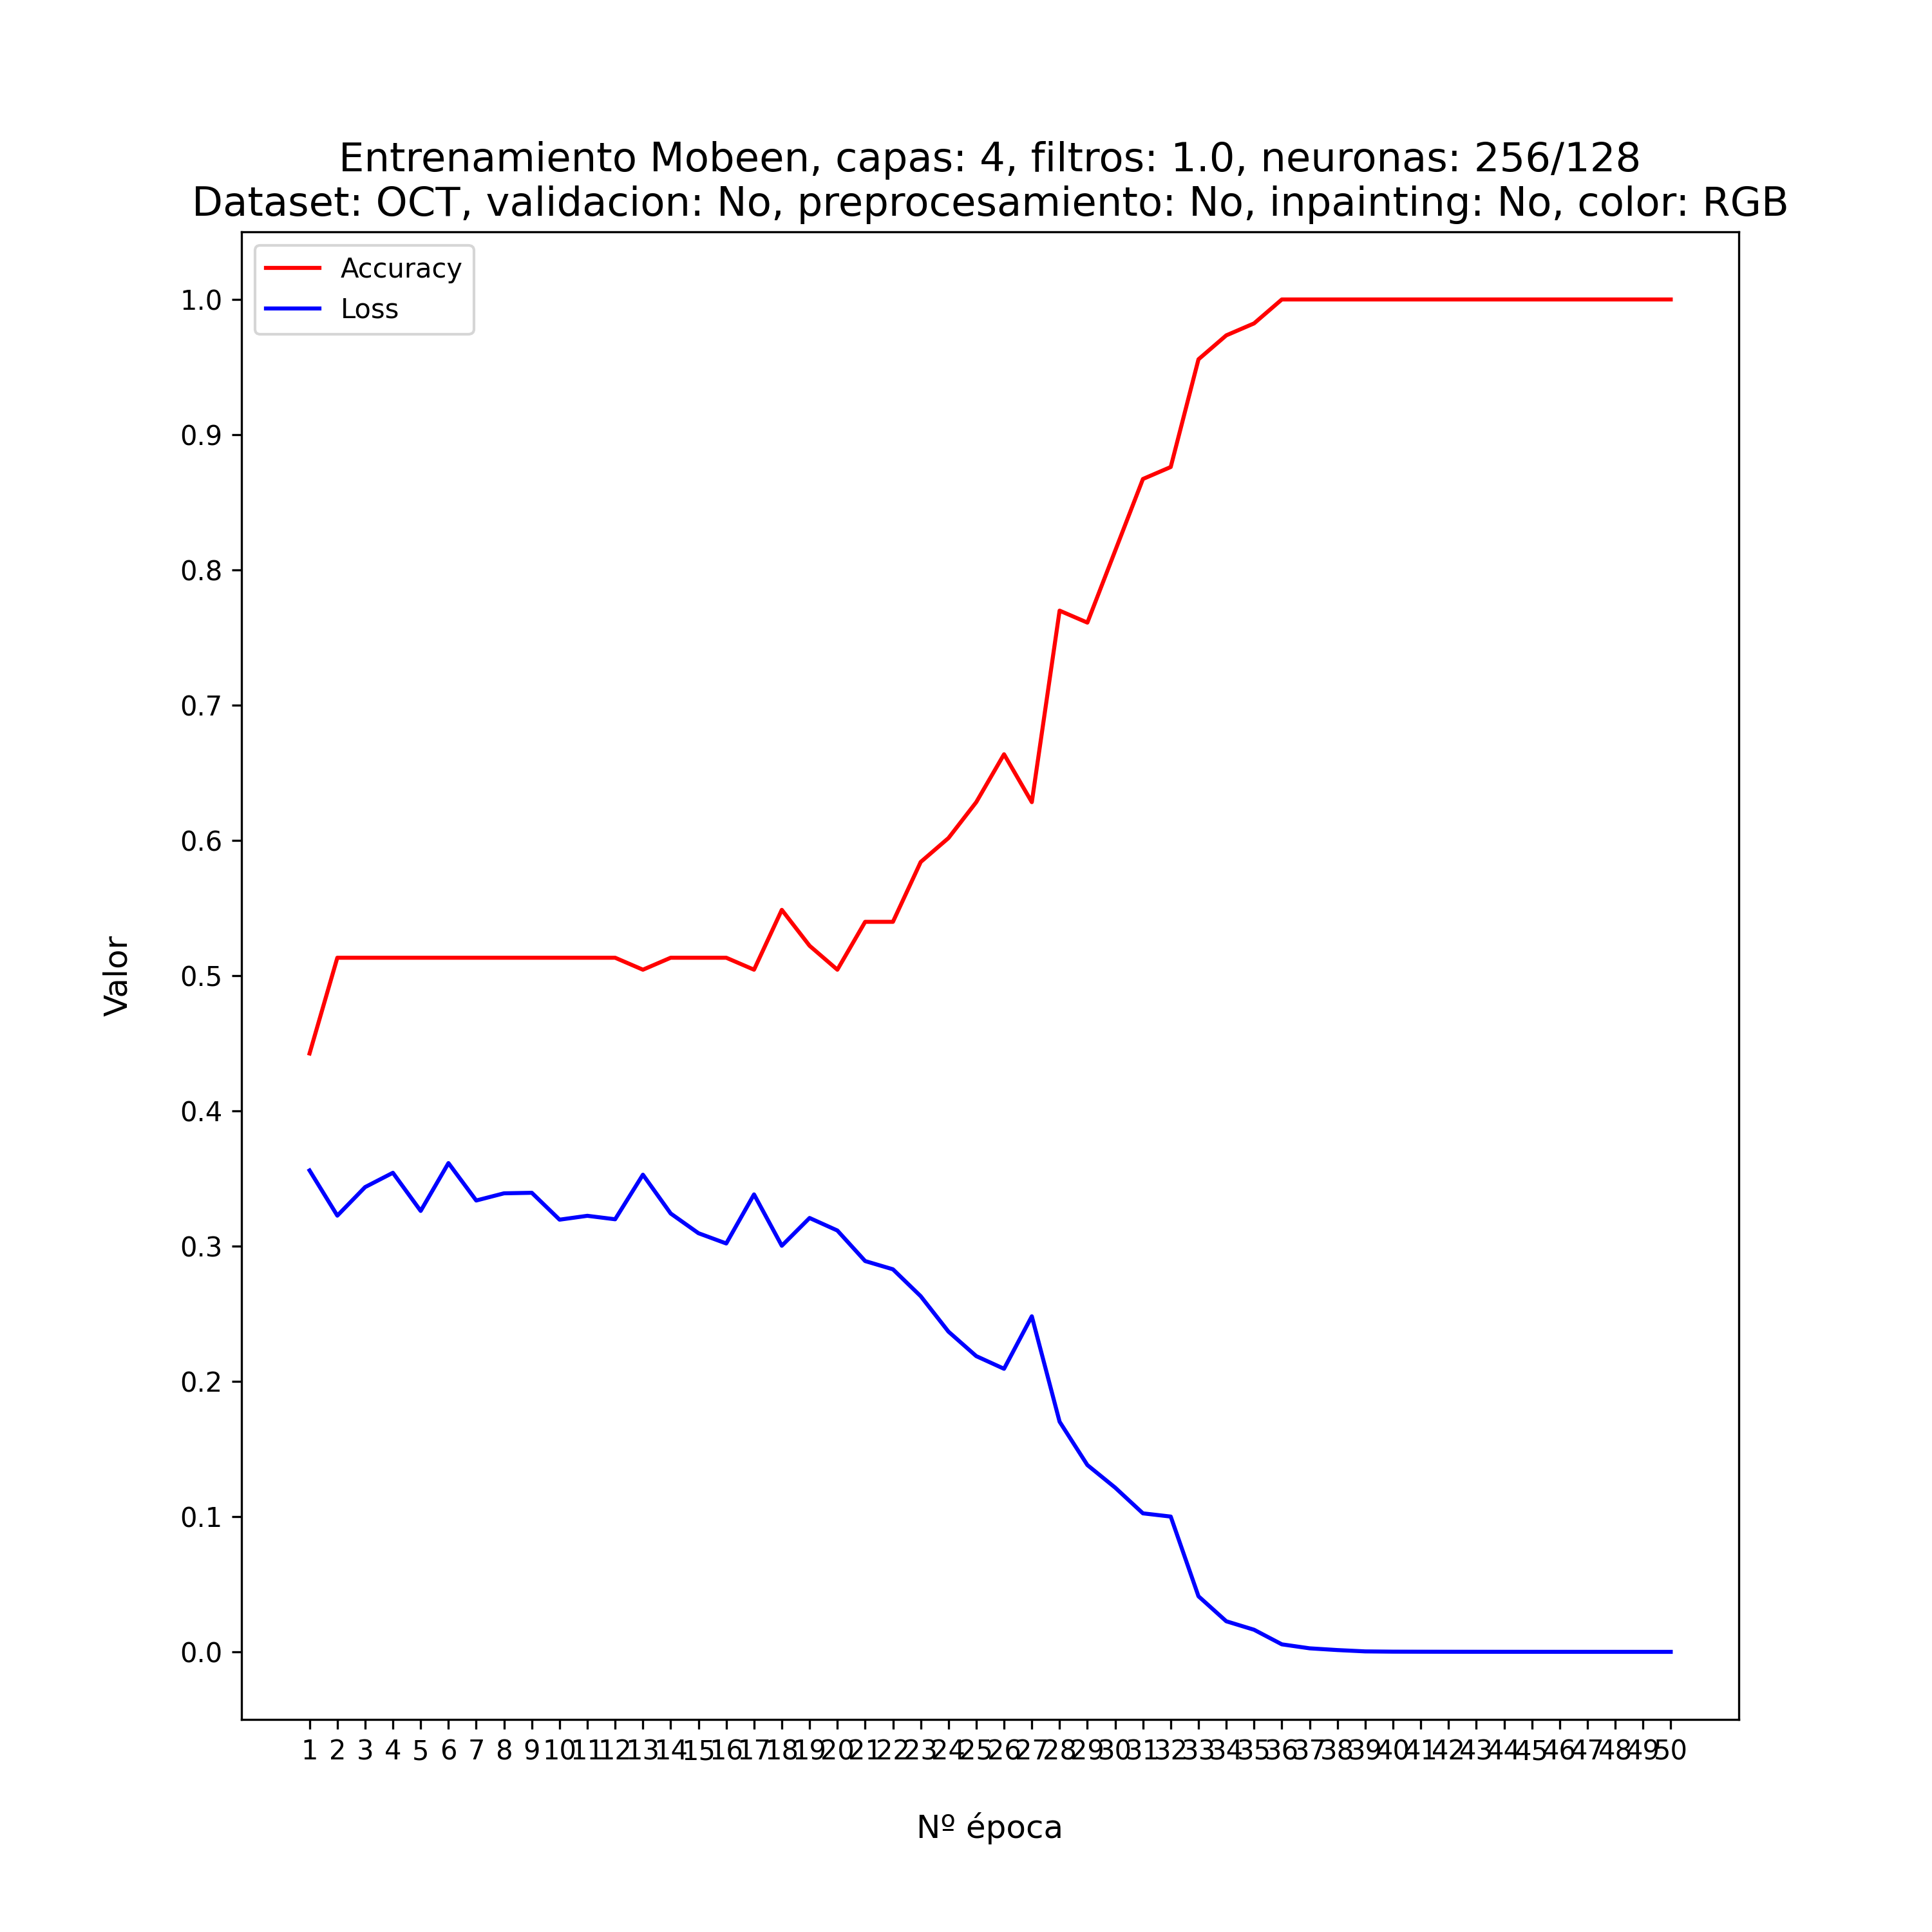 Entrenamiento Mobeen, capas: 4, filtros: 1.0, neuronas: 256/128
Dataset: OCT, validacion: No, preprocesamiento: No, inpainting: No, color: RGB
Accuracy
Loss
1.0
0.9
0.8
0.7
0.6
0.5
0.4
0.3
0.2
0.1
0.0
Valor
1 2 3 4 5 6 7 8 9 10 11 12 13 14 15 16 17 18 19 20 21 22 23 24 25 26 27 28 29 30 31 32 33 34 35 36 37 38 39 40 41 42 43 44 45 46 47 48 49 50
Nº época